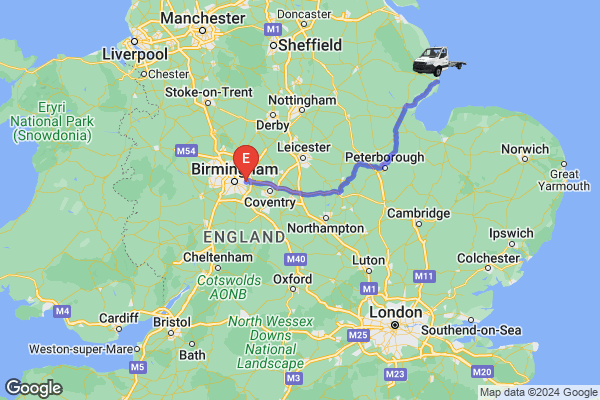 DONCASTER
Manchester
M1
Liverpool
Sheffield
Chester
Stoke-on-Trent
Eryri
National Park
(Snowdonia)
Nottingham
Derby
M54
Leicester
E
Peterborough
Norwich
Birmingham
Great
Yarmouth
Coventry
Northampton
Cambridge
ENGLAND
Ipswich
M40
Colchester
Cheltenham
Luton
M11
Cotswolds
AONB
Oxford
M1
M4
London
Cardiff
Bristol
North Wessex
Downs
National
Landscape
M25
Southend-on-Sea
Weston-super-Mare
Bath
M5
M3
M23
M20
Google
Google
Map data ©2024 Google